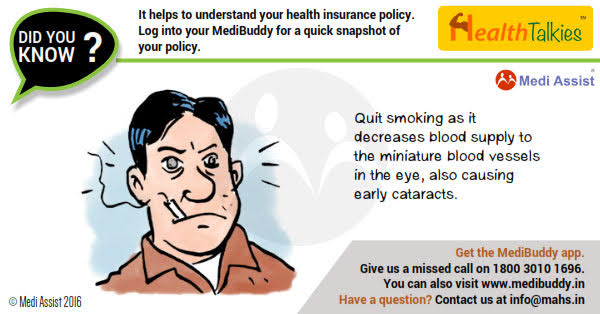 DID YOU
KNOW ?
It helps to understand your health insurance policy.
Log into your MediBuddy for a quick snapshot of
your policy.
HealthTalkies™
Medi Assist®
Quit smoking as it
decreases blood supply to
the miniature blood vessels
in the eye, also causing
early cataracts.
Get the MediBuddy app.
Give us a missed call on 1800 3010 1696.
You can also visit www.medibuddy.in
Have a question? Contact us at info@mahs.in
© Medi Assist 2016